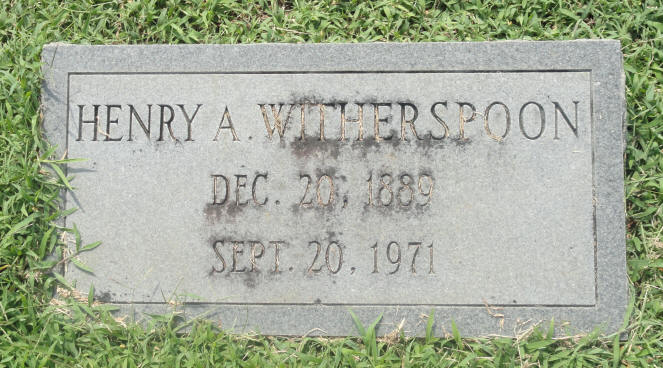 HENRY A. WITHERSPOON
DEC. 20, 1889
SEPT. 20, 1971